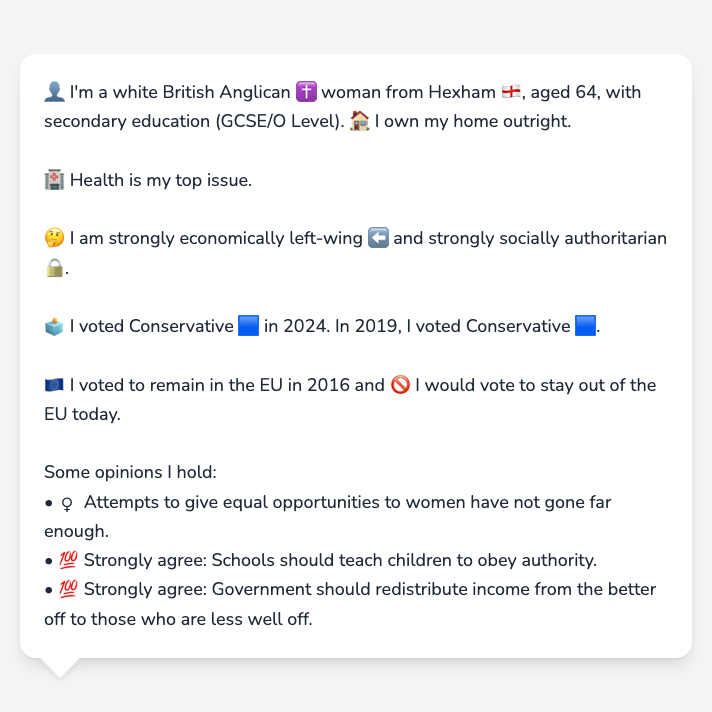 👤 I'm a white British Anglican ✝️ woman from Hexham 🏴󠁧󠁢󠁥󠁮󠁧󠁿, aged 64, with
secondary education (GCSE/O Level). 🏠 I own my home outright.
🏥 Health is my top issue.
🤔 I am strongly economically left-wing ⬅️ and strongly socially authoritarian
🔒.
🗳️ I voted Conservative 🟦 in 2024. In 2019, I voted Conservative 🟦.
🇪🇺 I voted to remain in the EU in 2016 and 🚫 I would vote to stay out of the
EU today.
Some opinions I hold:
• ♀️ Attempts to give equal opportunities to women have not gone far
enough.
• 💯 Strongly agree: Schools should teach children to obey authority.
• 💯 Strongly agree: Government should redistribute income from the better
off to those who are less well off.